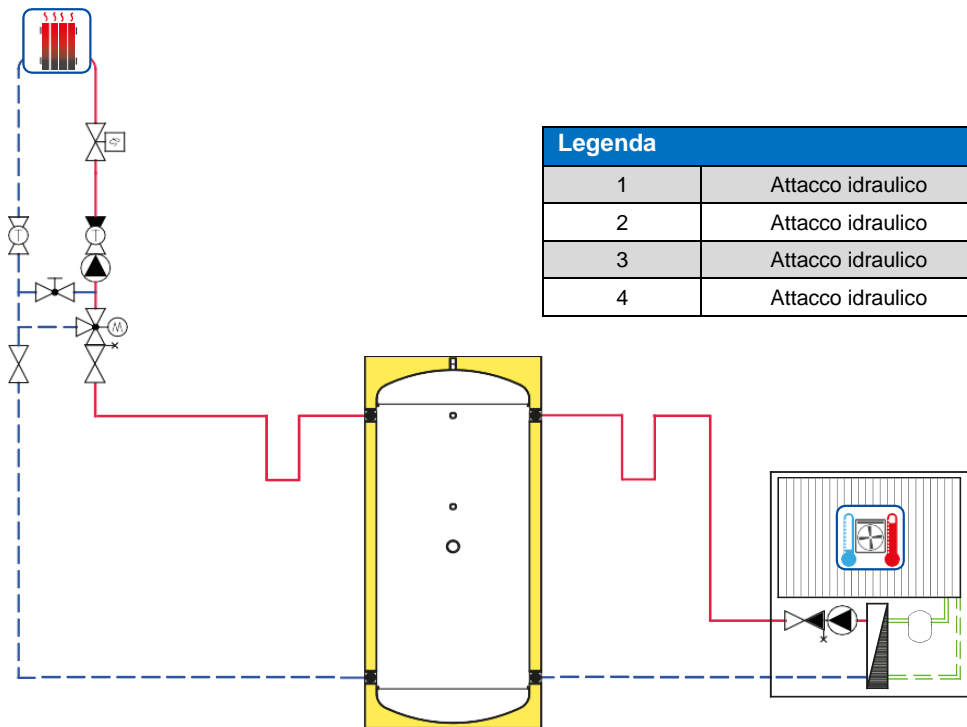 Legenda
1 Attacco idraulico
2 Attacco idraulico
3 Attacco idraulico
4 Attacco idraulico
T
T
M